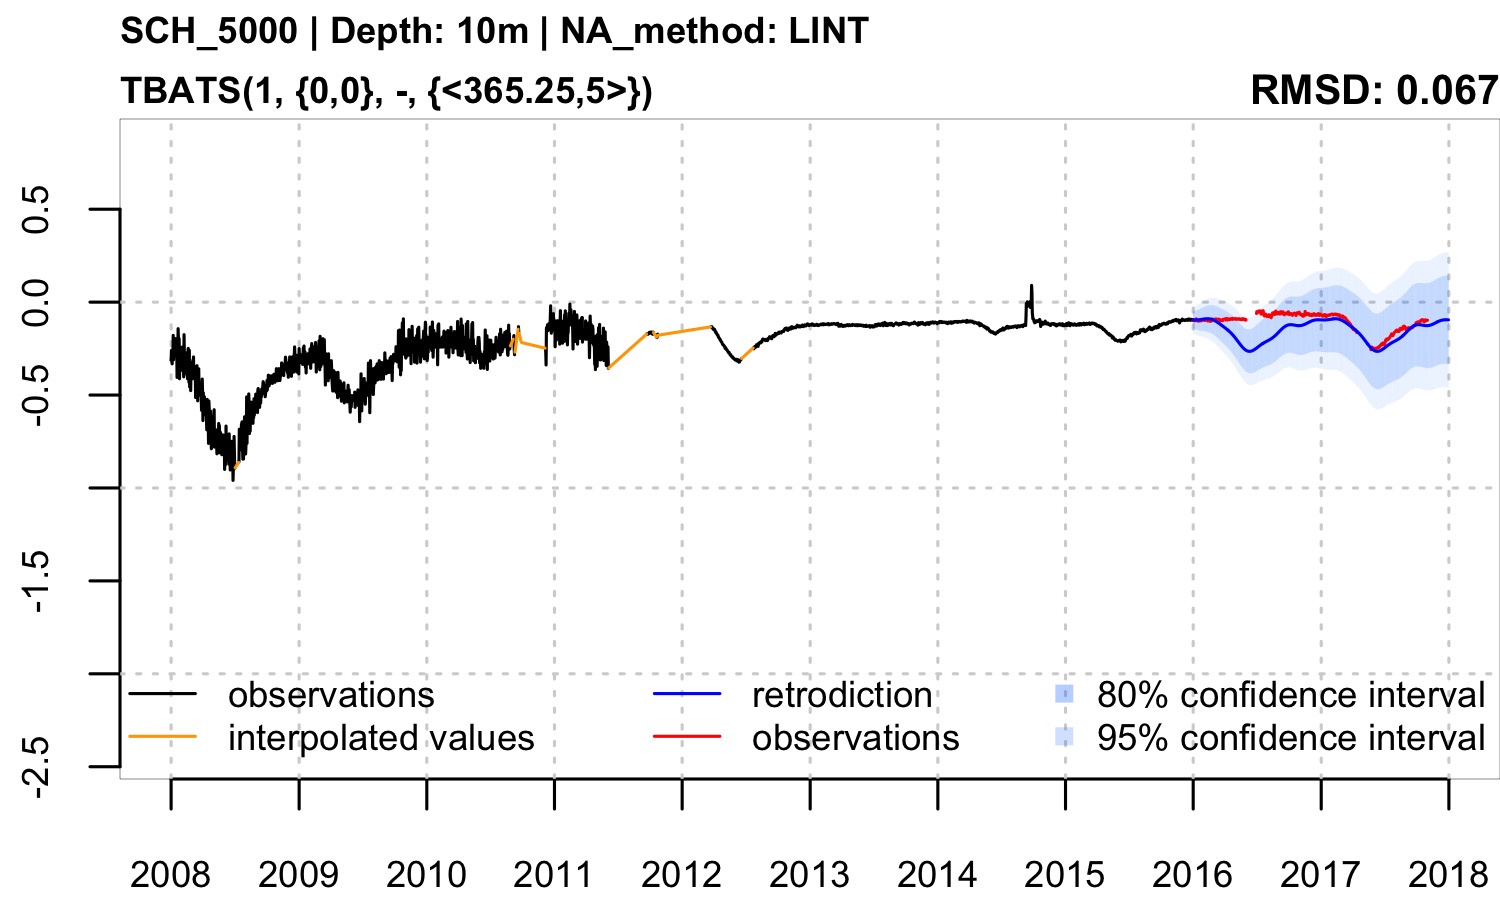 SCH_5000 | Depth: 10m | NA_method: LINT
TBATS(1, {0,0}, -, {<365.25,5>})
RMSD: 0.067
0.5
0.0
-0.5
-1.5
-2.5
observations
retrodiction
80% confidence interval
interpolated values
observations
95% confidence interval
2008 2009 2010 2011 2012 2013 2014 2015 2016 2017 2018